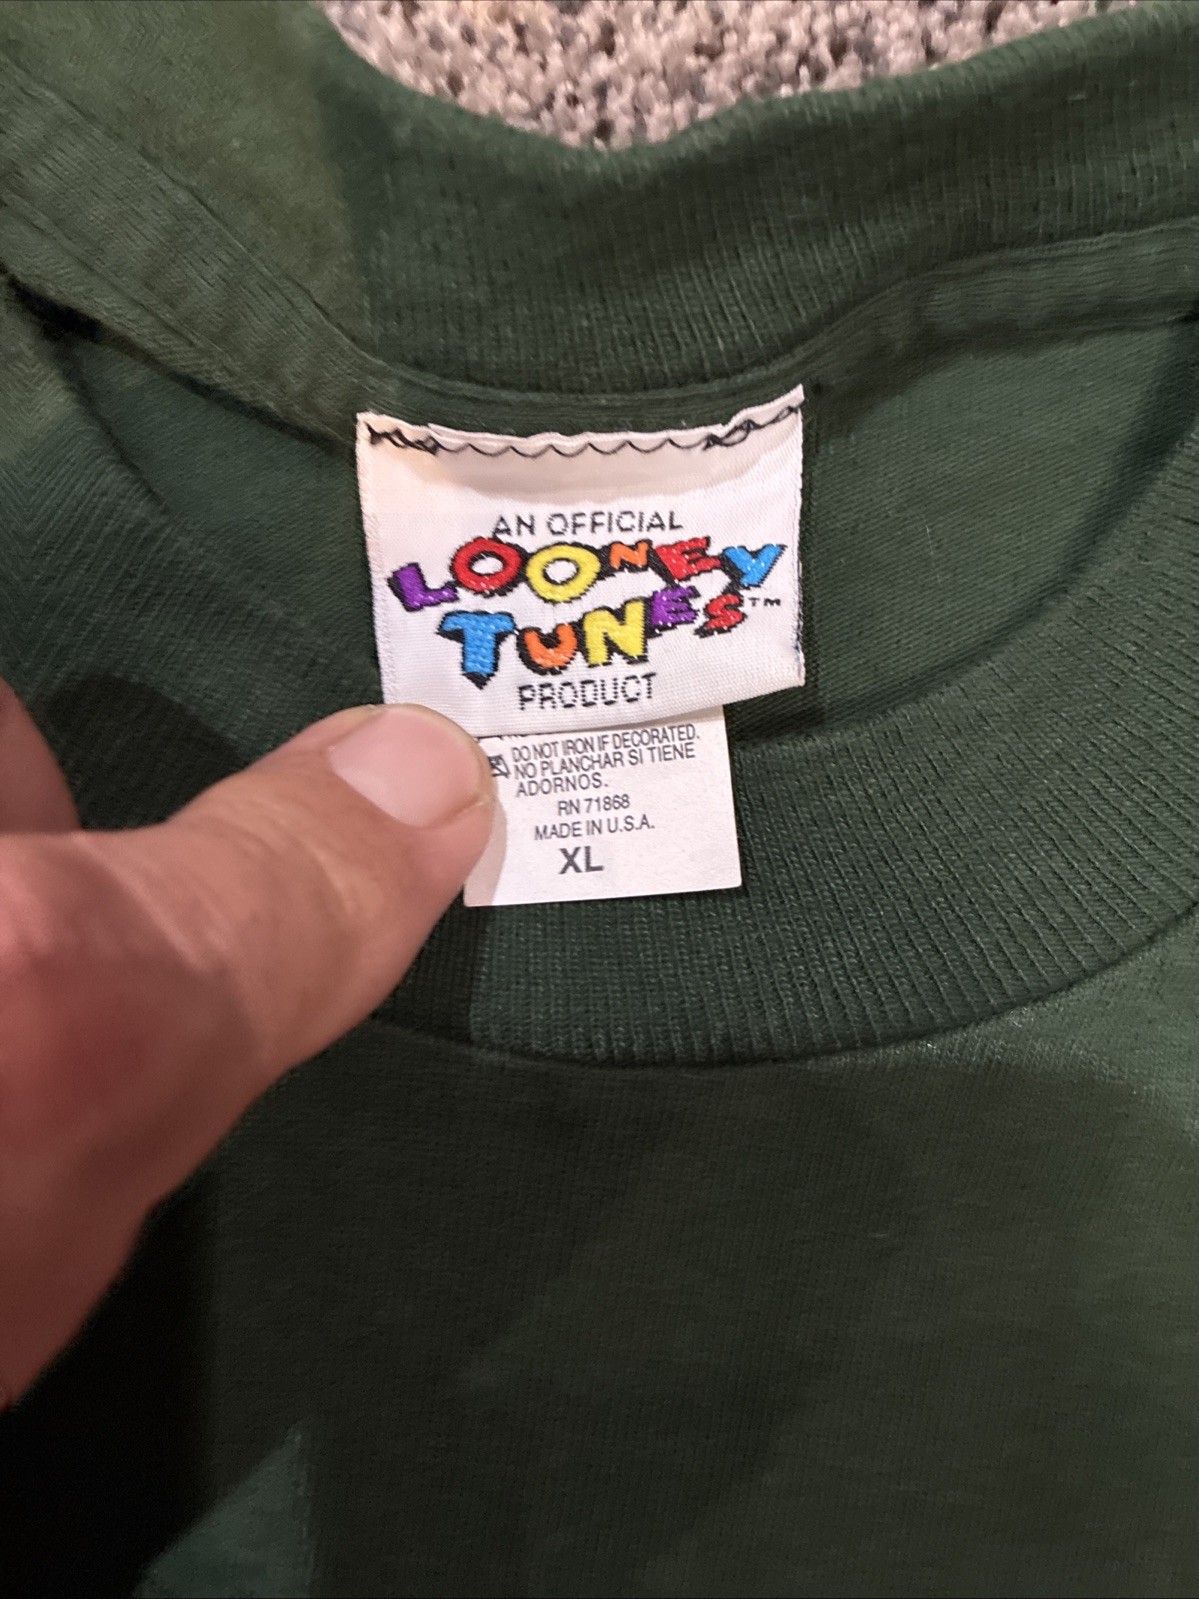 AN OFFICIAL
LOONEY
TUNES™
PRODUCT
DO NOT IRON IF DECORATED.
NO PLANCHAR SI TIENE
ADORNOS.
RN 71868
MADE IN U.S.A.
XL